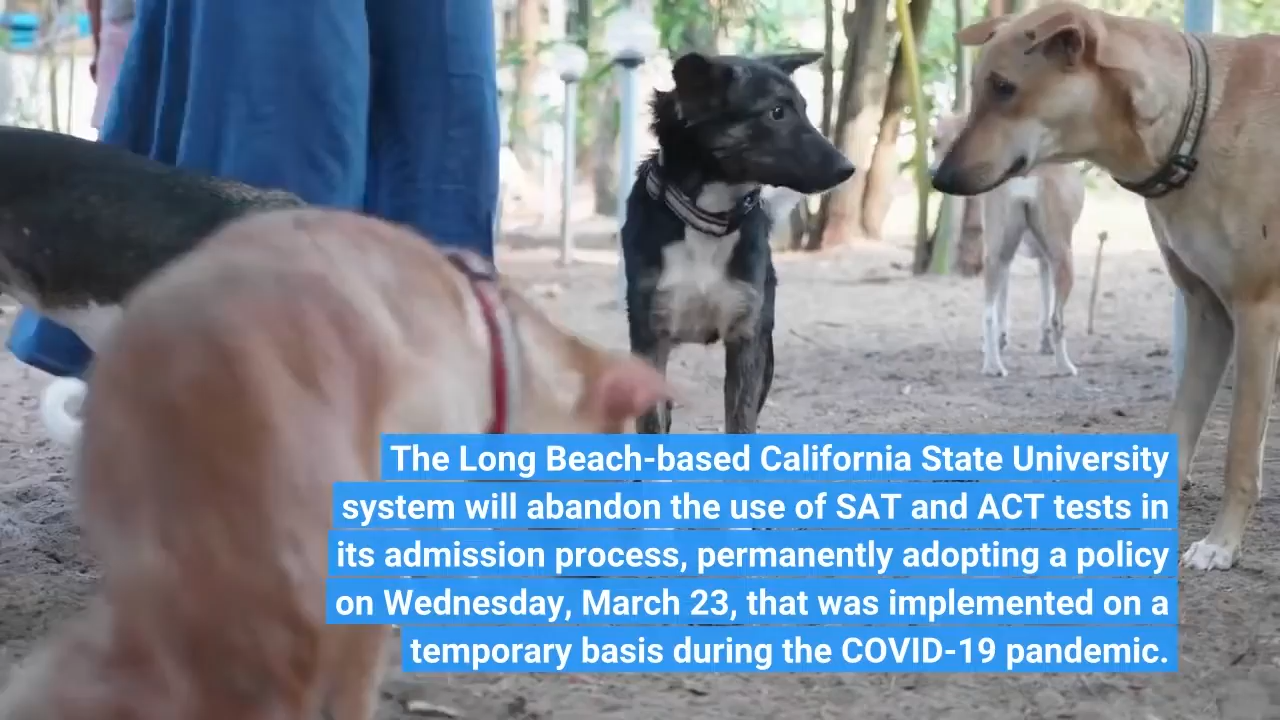 The Long Beach-based California State University
system will abandon the use of SAT and ACT tests in
its admission process, permanently adopting a policy
on Wednesday, March 23, that was implemented on a
temporary basis during the COVID-19 pandemic.